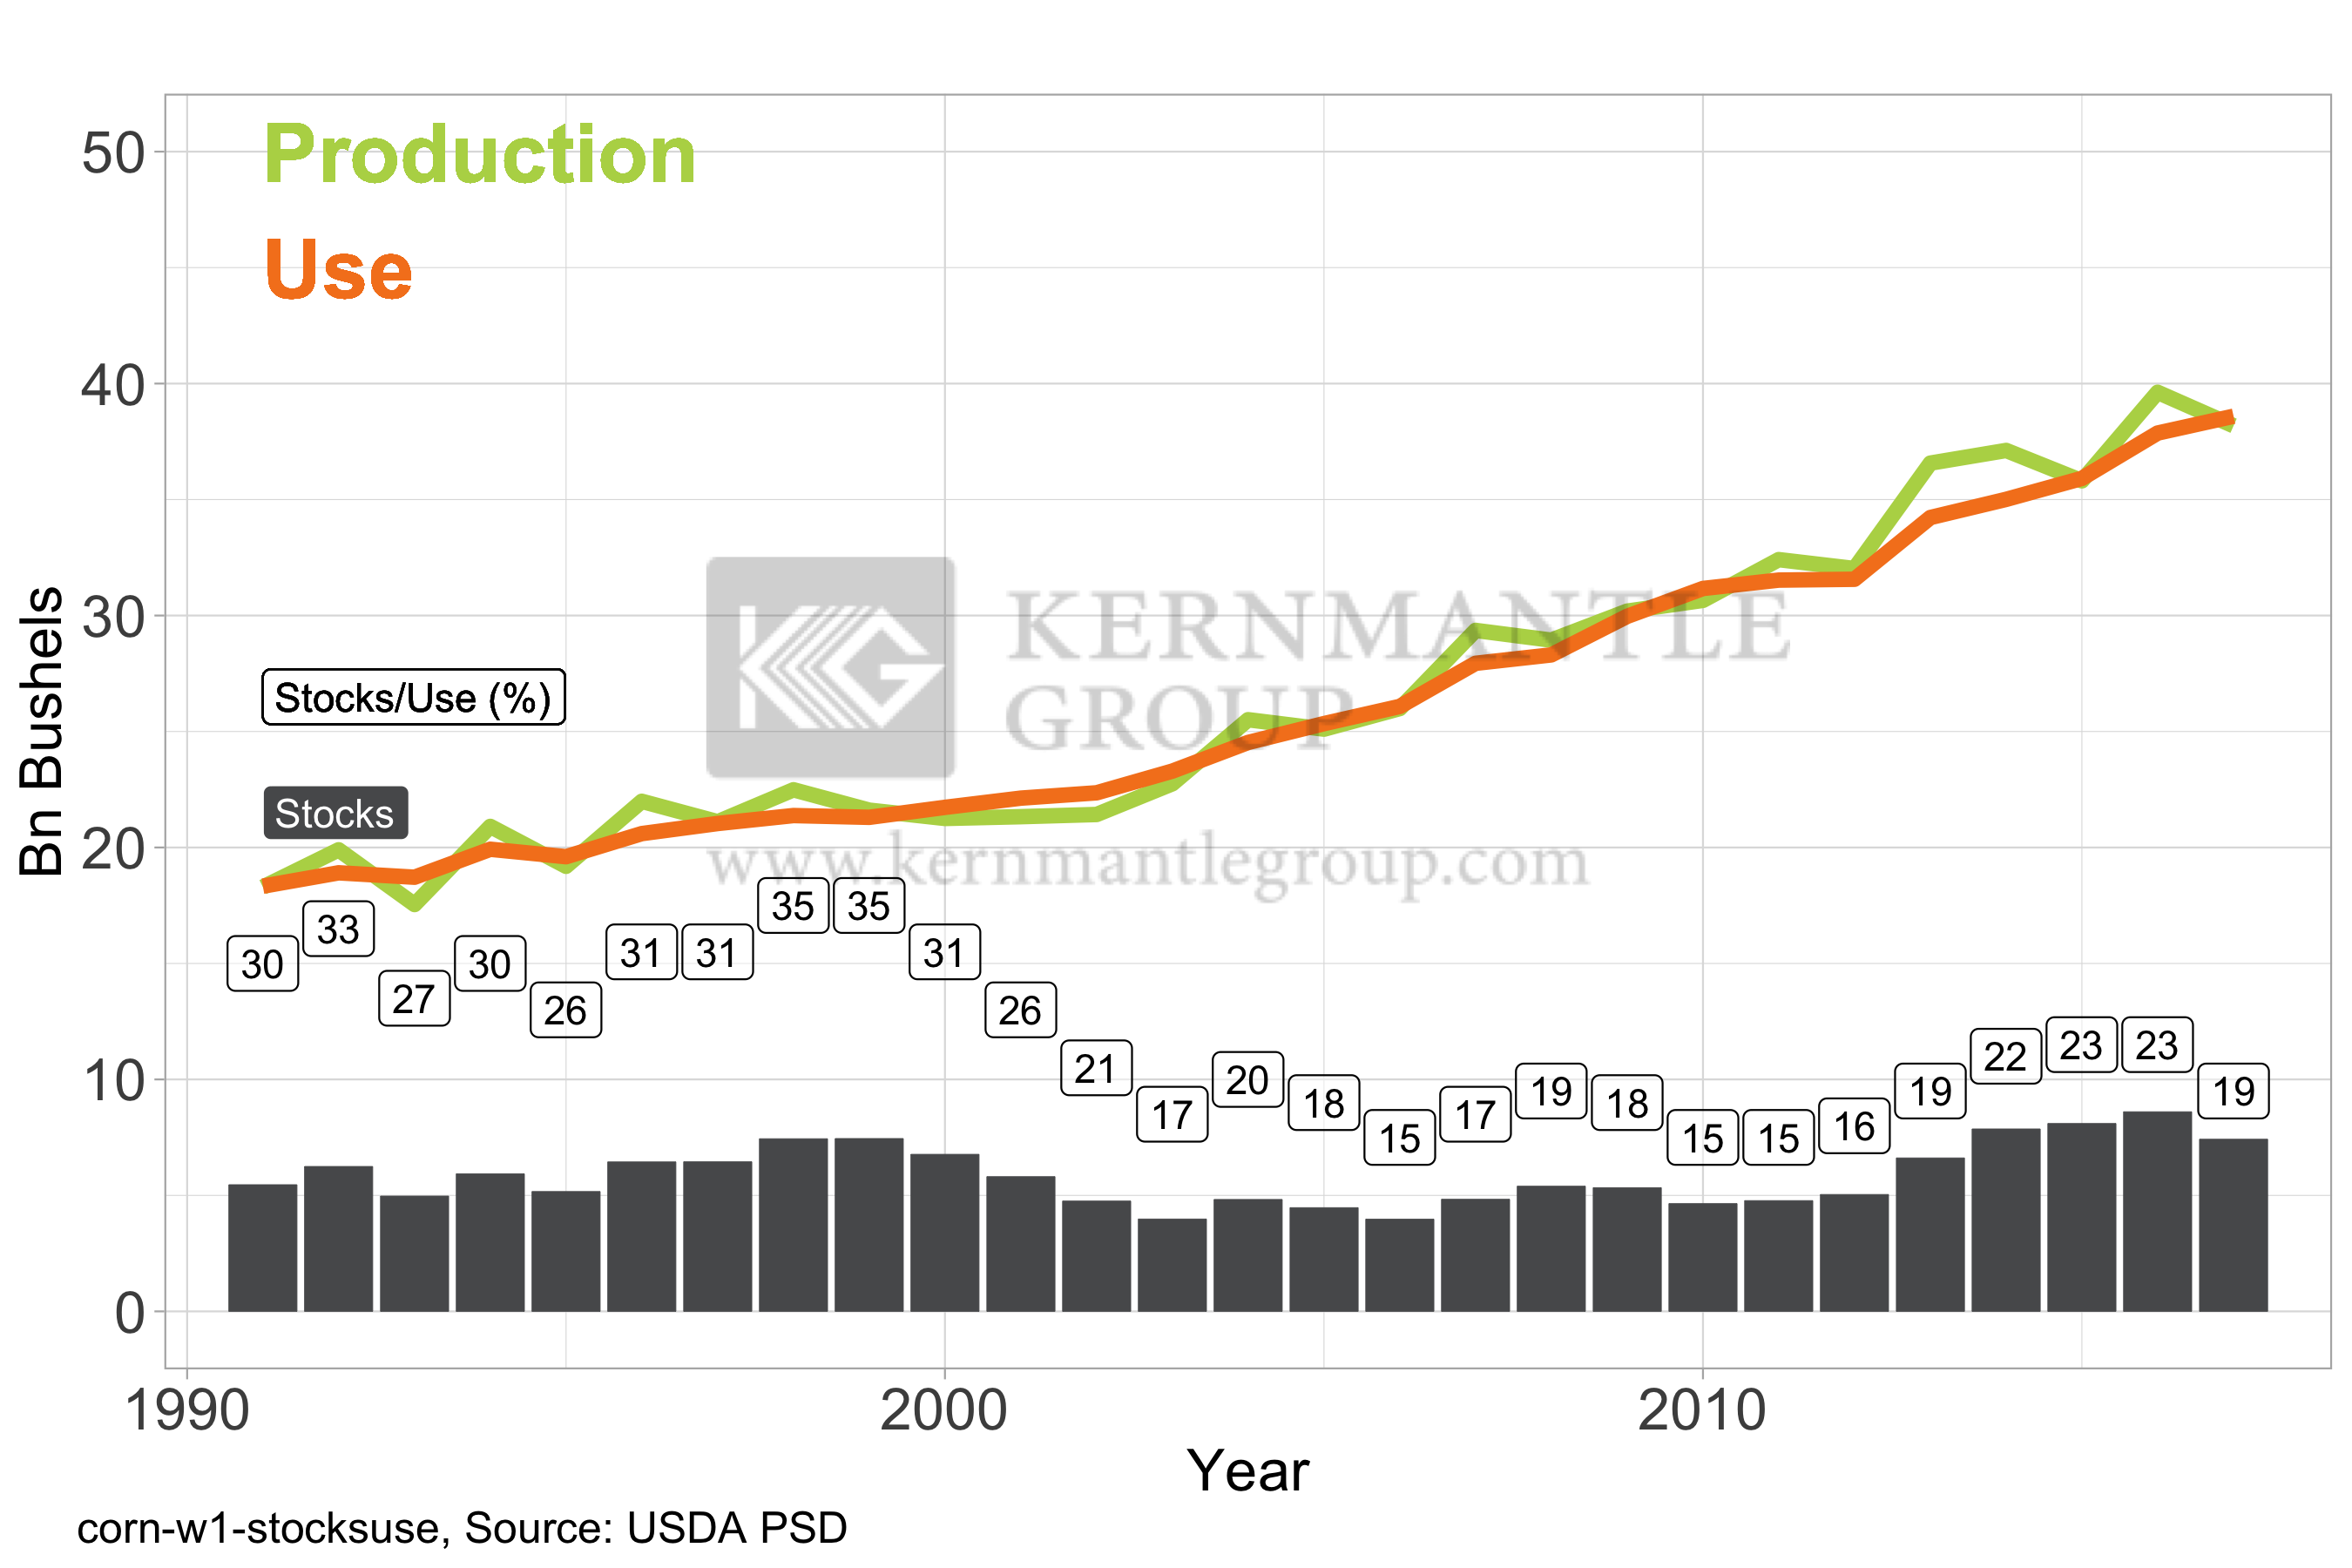 Production
Use
50
40
30
20
10
0
Bn Bushels
Stocks/Use (%)
Stocks
KG
KERNMANTLE
GROUP
www.kernmantlegroup.com
30 33 27 30 26 31 31 35 35 31 26 21 17 20 18 15 17 19 18 15 15 16 19 22 23 23 19
1990 2000 2010
Year
corn-w1-stocksuse, Source: USDA PSD